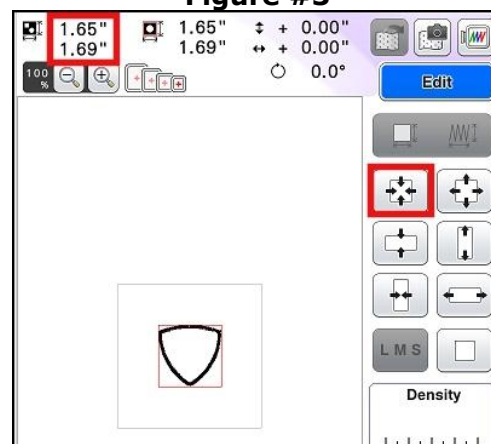 Figure #3
1.65" 1.65" + 0.00"
1.69" 1.69" + 0.00"
100 % 0.0°
Edit
L M S
Density